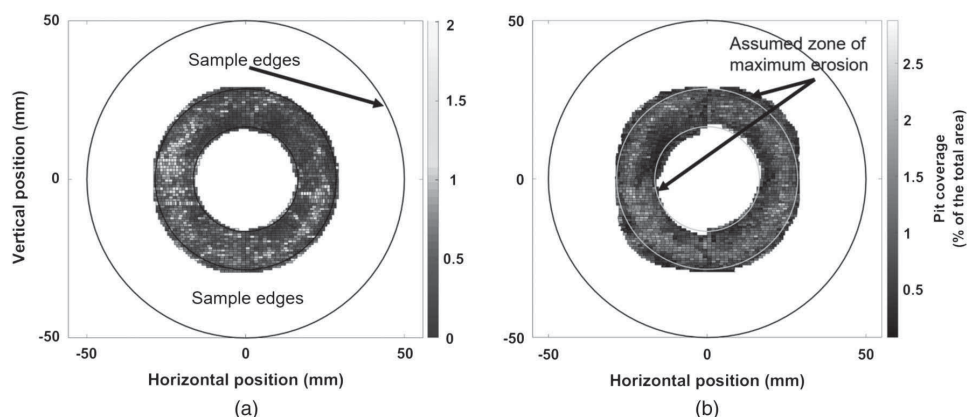 50
Sample edges
0
Sample edges
-50
-50
0
50
Vertical position (mm)
Horizontal position (mm)
2
1.5
1
0.5
0
(a)
50
Assumed zone of
maximum erosion
0
-50
-50
0
50
Horizontal position (mm)
2.5
2
1.5
1
0.5
Pit coverage
(% of the total area)
(b)